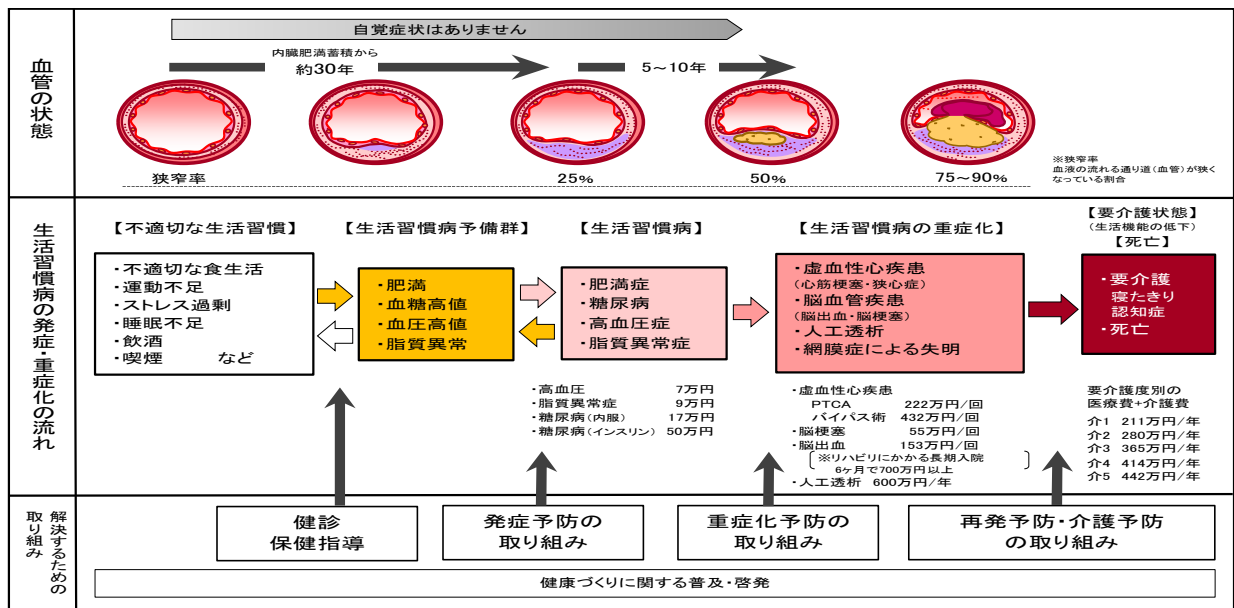 血管の状態
自覚症状はありません
内臓肥満蓄積から
約30年
5～10年
狭窄率
25%
50%
75～90%
※狭窄率
血液の流れる通り道(血管)が狭く
なっている割合
生活習慣病の発症・重症化の流れ
【不適切な生活習慣】
・不適切な食生活
・運動不足
・ストレス過剰
・睡眠不足
・飲酒
・喫煙 など
【生活習慣病予備群】
・肥満
・血糖高値
・血圧高値
・脂質異常
【生活習慣病】
・肥満症
・糖尿病
・高血圧症
・脂質異常症
・高血圧 7万円
・脂質異常症 9万円
・糖尿病(内服) 17万円
・糖尿病(インスリン) 50万円
【生活習慣病の重症化】
・虚血性心疾患
(心筋梗塞・狭心症)
・脳血管疾患
(脳出血・脳梗塞)
・人工透析
・網膜症による失明
・虚血性心疾患
PTCA 222万円/回
バイパス術 432万円/回
・脳梗塞 55万円/回
・脳出血 153万円/回
※リハビリにかかる長期入院
6ヶ月で700万円以上
・人工透析 600万円/年
【要介護状態】
(生活機能の低下)
【死亡】
・要介護
寝たきり
認知症
・死亡
要介護度別の
医療費+介護費
介1 211万円/年
介2 280万円/年
介3 365万円/年
介4 414万円/年
介5 442万円/年
解決するための
取り組み
健診
保健指導
発症予防の
取り組み
重症化予防の
取り組み
再発予防・介護予防
の取り組み
健康づくりに関する普及・啓発